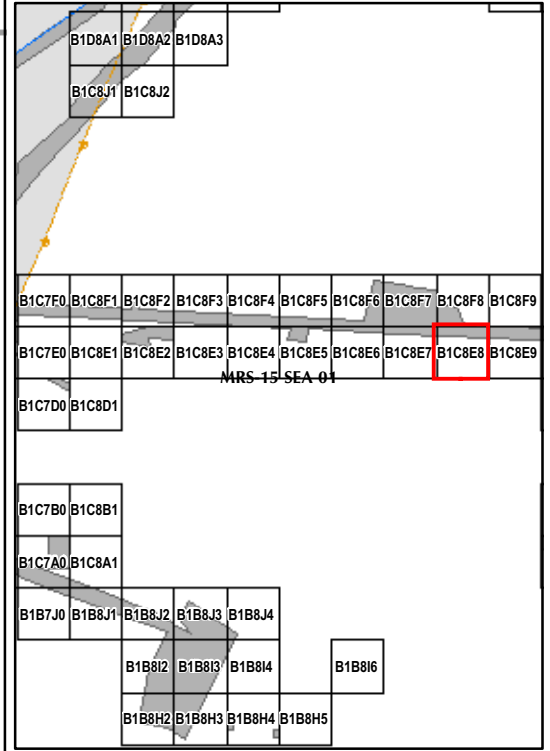 B1D8A1 B1D8A2 B1D8A3
B1C8J1 B1C8J2
B1C7F0 B1C8F1 B1C8F2 B1C8F3 B1C8F4 B1C8F5 B1C8F6 B1C8F7 B1C8F8 B1C8F9
B1C7E0 B1C8E1 B1C8E2 B1C8E3 B1C8E4 B1C8E5 B1C8E6 B1C8E7 B1C8E8 B1C8E9
MRS-15 SEA 01
B1C7D0 B1C8D1
B1C7B0 B1C8B1
B1C7A0 B1C8A1
B1B7J0 B1B8J1 B1B8J2 B1B8J3 B1B8J4
B1B8I2 B1B8I3 B1B8I4 B1B8I6
B1B8H2 B1B8H3 B1B8H4 B1B8H5